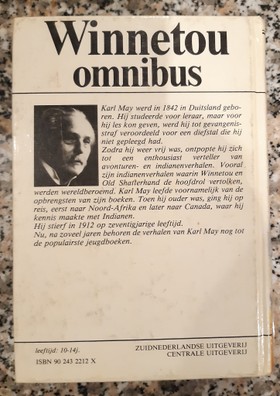 Winnetou
omnibus
Karl May werd in 1842 in Duitsland gebo-
ren. Hij studeerde voor leraar, maar voor
hij les kon geven, werd hij tot gevangenis-
straf veroordeeld voor een diefstal die hij
niet gepleegd had.
Zodra hij weer vrij was, ontpopte hij zich
tot een enthousiast verteller van
avonturen- en indianenverhalen. Vooral
zijn indianenverhalen waarin Winnetou en
Old Shatterhand de hoofdrol vertolken,
werden wereldberoemd. Karl May leefde voornamelijk van de
opbrengsten van zijn boeken. Toen hij ouder was, ging hij op
reis, eerst naar Noord-Afrika en later naar Canada, waar hij
kennis maakte met Indianen.
Hij stierf in 1912 op zeventigjarige leeftijd.
Nu, na zoveel jaren behoren de verhalen van Karl May nog tot
de populairste jeugdboeken.
leeftijd: 10-14j.
ISBN 90 243 2212 X
ZUIDNEDERLANDSE UITGEVERIJ
CENTRALE UITGEVERIJ